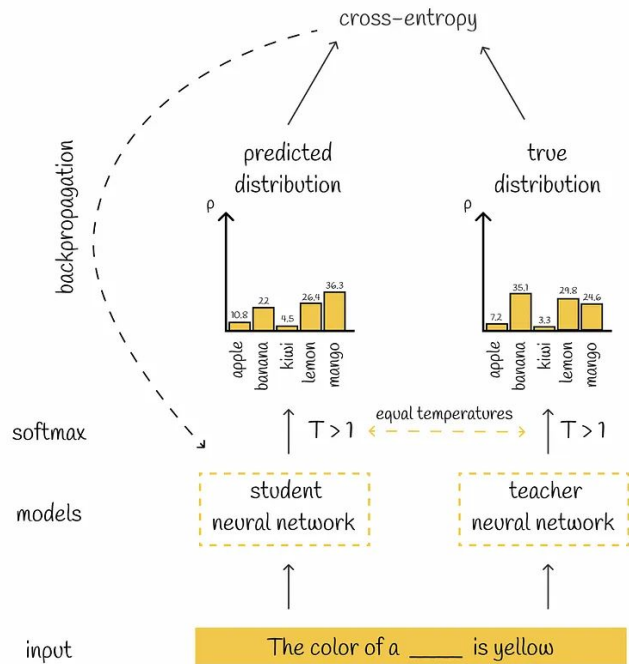 cross-entropy
backpropagation
predicted
distribution
true
distribution
ρ
10.8
22
4.5
26.4
36.3
apple
banana
kiwi
lemon
mango
ρ
7.2
35.1
3.3
29.8
24.6
apple
banana
kiwi
lemon
mango
softmax
T > 1
equal temperatures
T > 1
models
student
neural network
teacher
neural network
input
The color of a _____ is yellow